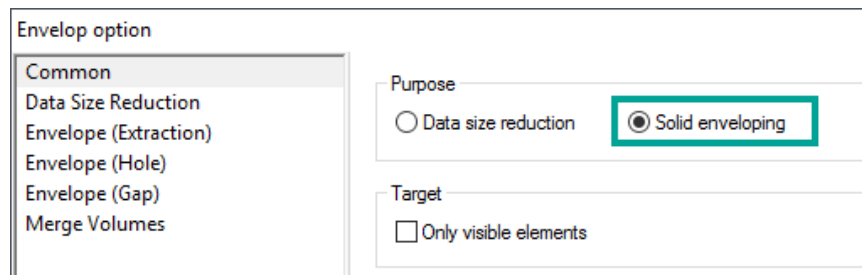 Envelop option
Common
Data Size Reduction
Envelope (Extraction)
Envelope (Hole)
Envelope (Gap)
Merge Volumes
Purpose
Data size reduction
Solid enveloping
Target
Only visible elements